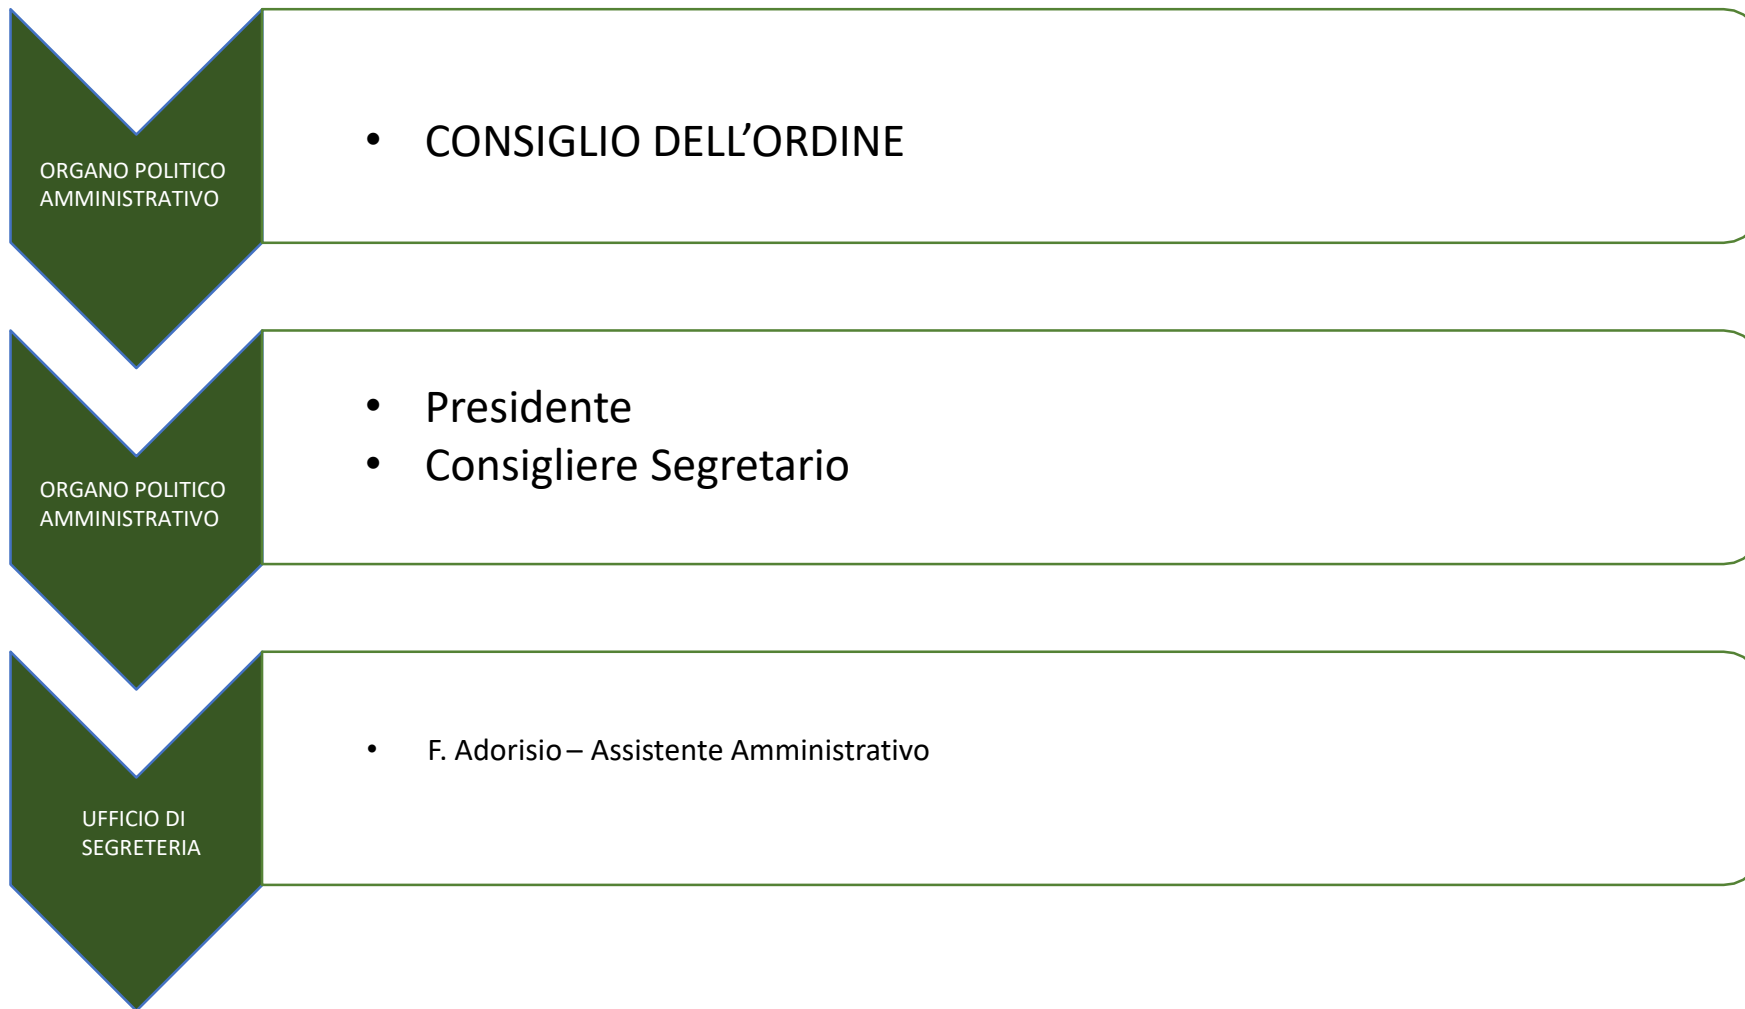 ORGANO POLITICO
AMMINISTRATIVO
• CONSIGLIO DELL’ORDINE
ORGANO POLITICO
AMMINISTRATIVO
• Presidente
• Consigliere Segretario
UFFICIO DI
SEGRETERIA
• F. Adorisio – Assistente Amministrativo